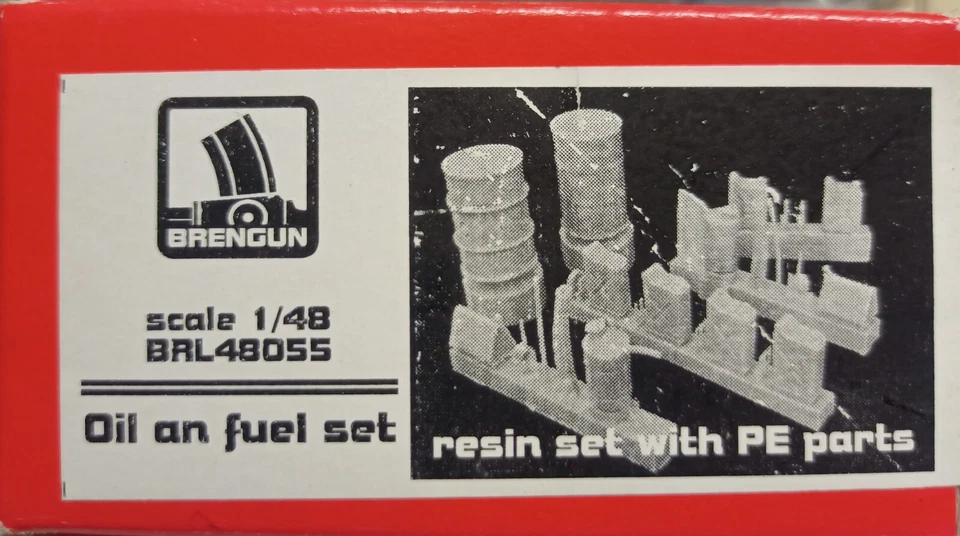 BRENGUN
scale 1/48
BRL48055
Oil an fuel set
resin set with PE parts